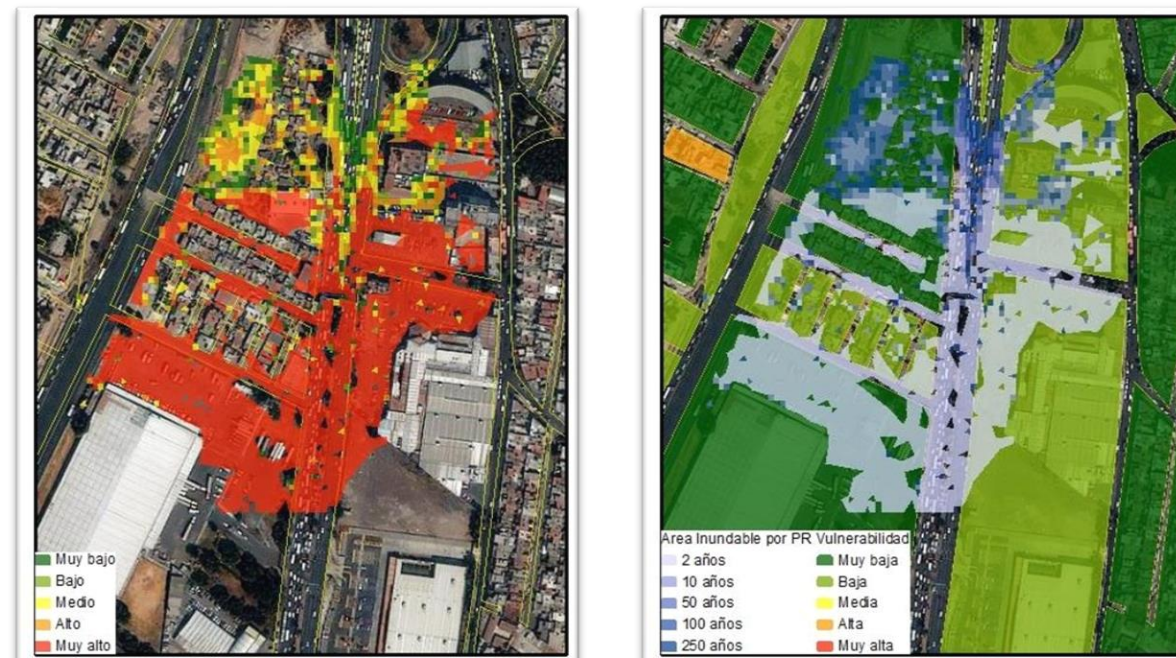 Muy bajo
Bajo
Medio
Alto
Muy alto
Area Inundable por PR Vulnerabilidad
2 años Muy baja
10 años Baja
50 años Media
100 años Alta
250 años Muy alta